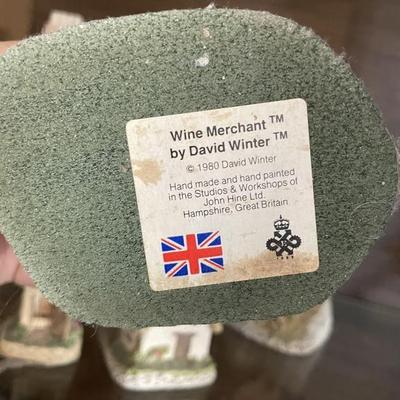 Wine Merchant ™
by David Winter ™
© 1980 David Winter
Hand made and hand painted
in the Studios & Workshops of
John Hine Ltd.
Hampshire, Great Britain